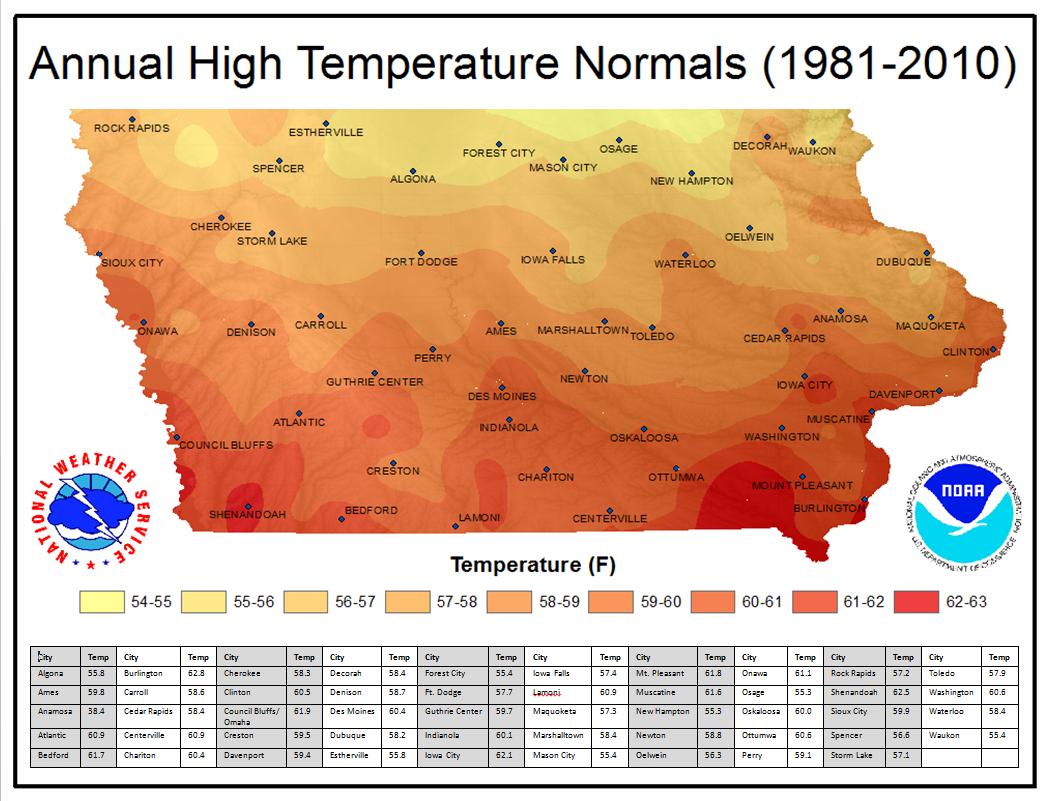 Annual High Temperature Normals (1981-2010)
ROCK RAPIDS
ESTHERVILLE
FOREST CITY
OSAGE
DECORAH
WAUKON
SPENCER
ALGONA
MASON CITY
NEW HAMPTON
CHEROKEE
STORM LAKE
OELWEIN
SIOUX CITY
FORT DODGE
IOWA FALLS
WATERLOO
DUBUQUE
ONAWA
DENISON
CARROLL
AMES
MARSHALLTOWN
TOLEDO
CEDAR RAPIDS
ANAMOSA
MAQUOKETA
CLINTON
PERRY
GUTHRIE CENTER
DES MOINES
NEWTON
IOWA CITY
DAVENPORT
ATLANTIC
INDIANOLA
OSKALOOSA
WASHINGTON
MUSCATINE
COUNCIL BLUFFS
CRESTON
CHARITON
OTTUMWA
MOUNT PLEASANT
SHENANDOAH
BEDFORD
LAMONI
CENTERVILLE
BURLINGTON
NATIONAL WEATHER SERVICE
NATIONAL OCEANIC AND ATMOSPHERIC ADMINISTRATION
NOAA
U.S. DEPARTMENT OF COMMERCE
Temperature (F)
54-55 55-56 56-57 57-58 58-59 59-60 60-61 61-62 62-63
City Temp City Temp City Temp City Temp City Temp City Temp City Temp City Temp City Temp City Temp
Algona 55.8 Burlington 62.8 Cherokee 58.3 Decorah 58.4 Forest City 55.4 Iowa Falls 57.4 Mt. Pleasant 61.8 Onawa 61.1 Rock Rapids 57.2 Toledo 57.9
Ames 59.8 Carroll 58.6 Clinton 60.5 Denison 58.7 Ft. Dodge 57.7 Lamoni 60.9 Muscatine 61.6 Osage 55.3 Shenandoah 62.5 Washington 60.6
Anamosa 38.4 Cedar Rapids 58.4 Council Bluffs/ 61.9 Des Moines 60.4 Guthrie Center 59.7 Maquoketa 57.3 New Hampton 55.3 Oskaloosa 60.0 Sioux City 59.9 Waterloo 58.4
Omaha
Atlantic 60.9 Centerville 60.9 Creston 59.5 Dubuque 58.2 Indianola 60.1 Marshalltown 58.4 Newton 58.8 Ottumwa 60.6 Spencer 56.6 Waukon 55.4
Bedford 61.7 Chariton 60.4 Davenport 59.4 Estherville 55.8 Iowa City 62.1 Mason City 55.4 Oelwein 56.3 Perry 59.1 Storm Lake 57.1